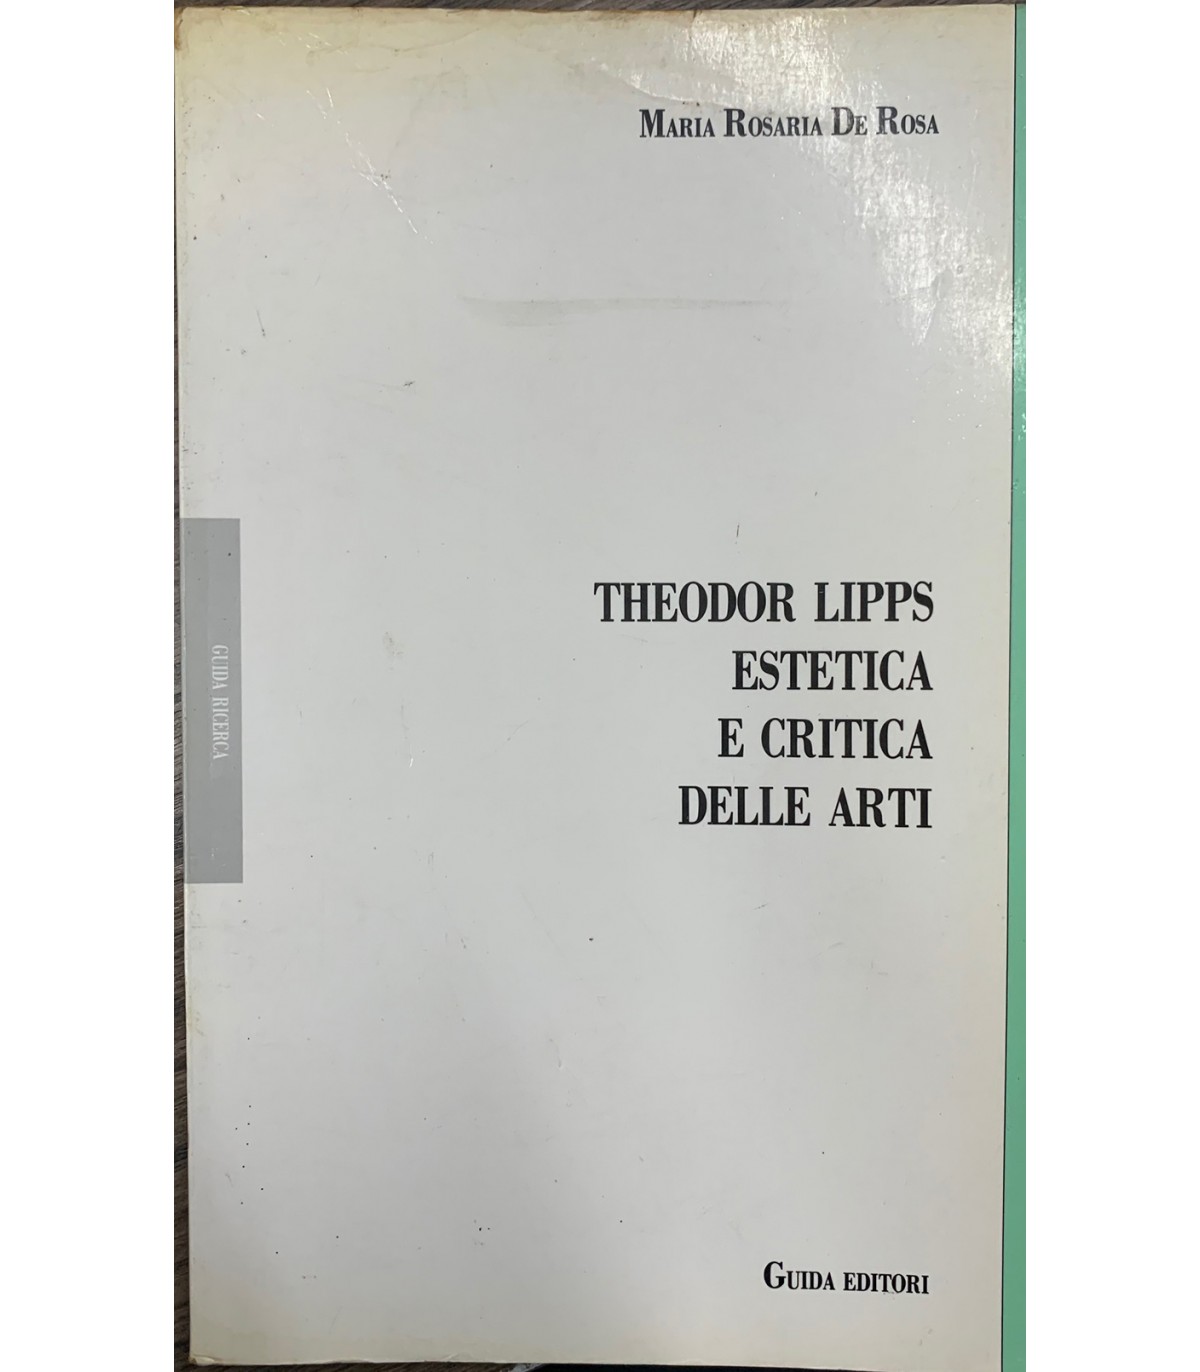 MARIA ROSARIA DE ROSA
THEODOR LIPPS
ESTETICA
E CRITICA
DELLE ARTI
GUIDA RICERCA
GUIDA EDITORI